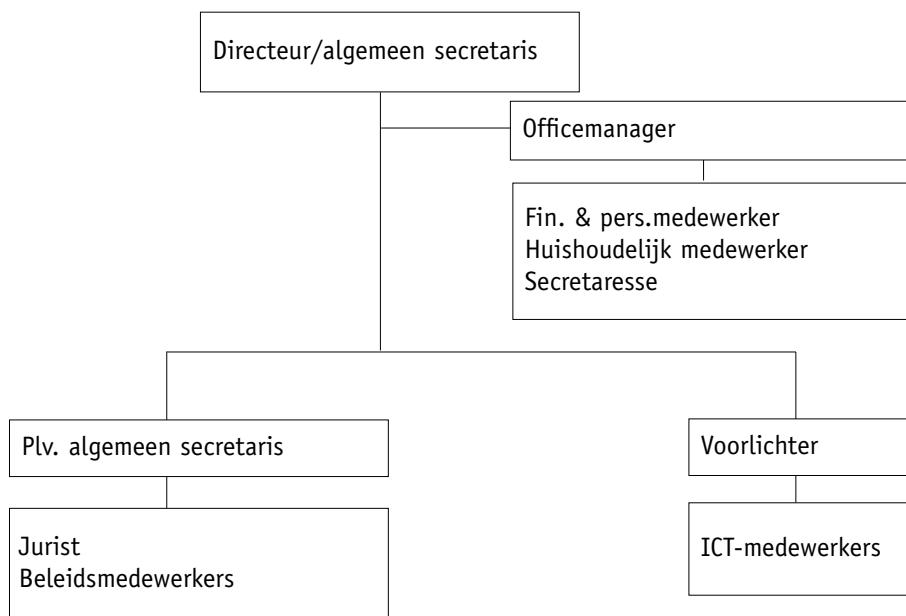 Directeur/algemeen secretaris
Officemanager
Fin. & pers.medewerker
Huishoudelijk medewerker
Secretaresse
Plv. algemeen secretaris
Voorlichter
Jurist
Beleidsmedewerkers
ICT-medewerkers